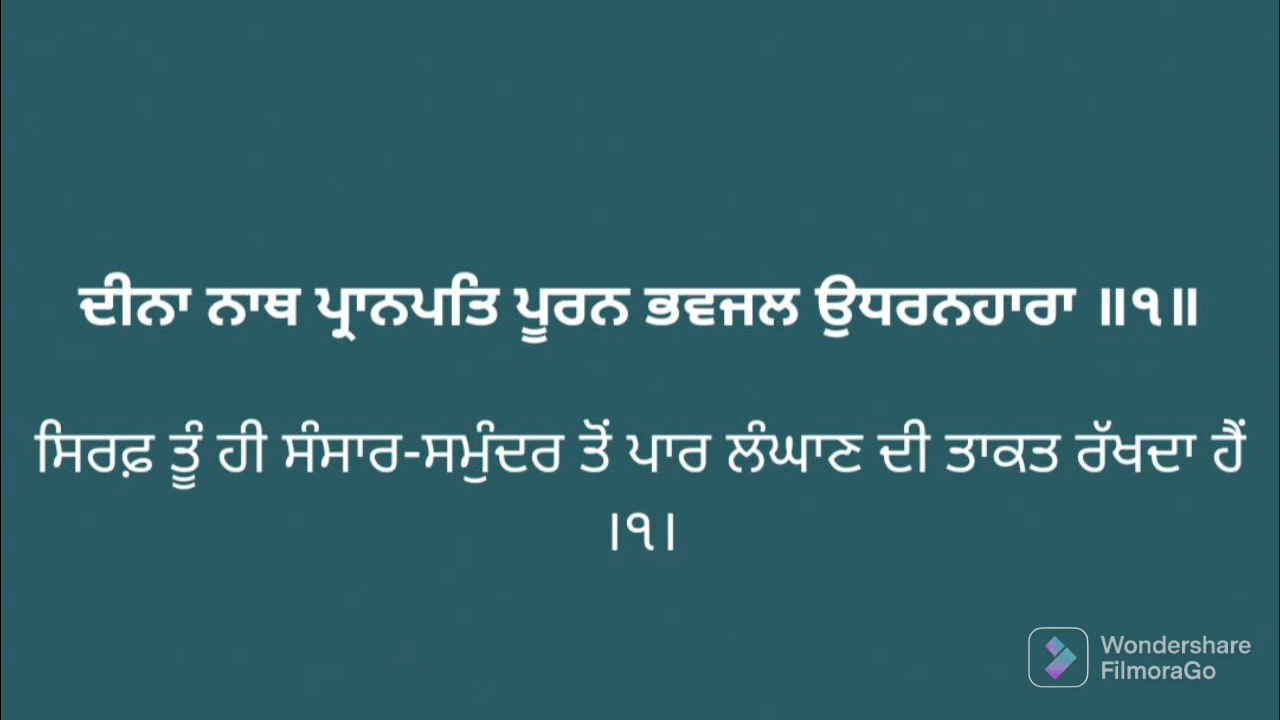 ਦੀਨਾ ਨਾਥ ਪ੍ਰਾਨਪਤਿ ਪੂਰਨ ਭਵਜਲ ਉਧਰਨਹਾਰਾ ॥੧॥
ਸਿਰਫ਼ ਤੂੰ ਹੀ ਸੰਸਾਰ-ਸਮੁੰਦਰ ਤੋਂ ਪਾਰ ਲੰਘਾਣ ਦੀ ਤਾਕਤ ਰੱਖਦਾ ਹੈਂ
।੧।
Wondershare
FilmoraGo